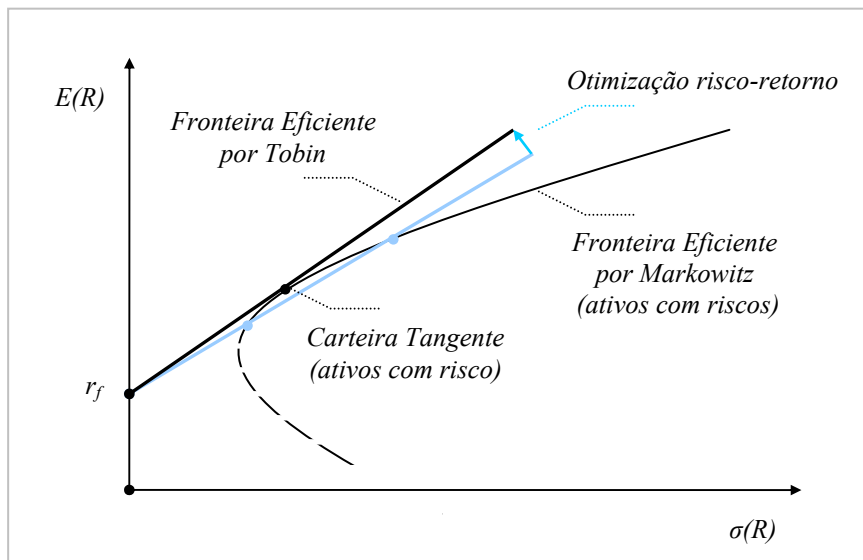 E(R)
Otimização risco-retorno
Fronteira Eficiente
por Tobin
Fronteira Eficiente
por Markowitz
(ativos com riscos)
Carteira Tangente
(ativos com risco)
rf
σ(R)